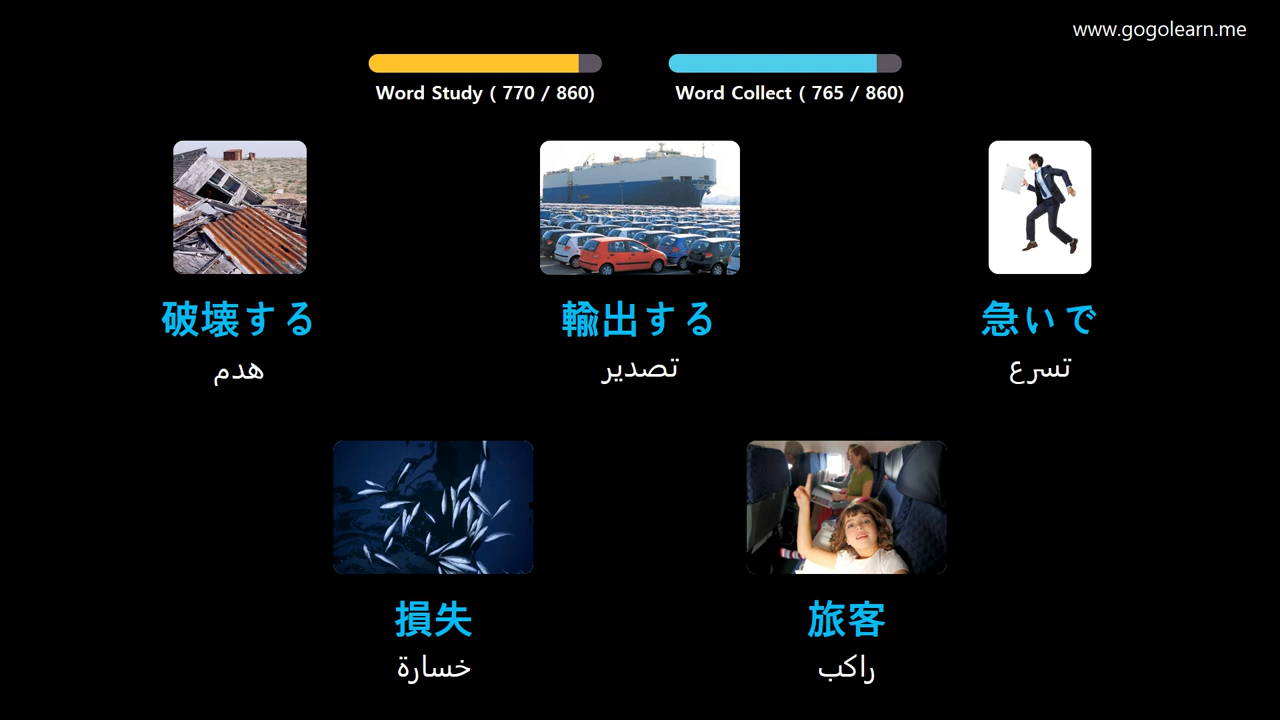 www.gogolearn.me
Word Study ( 770 / 860)
Word Collect ( 765 / 860)
破壊する
هدم
輸出する
تصدير
急いで
تسرع
損失
خسارة
旅客
راكب